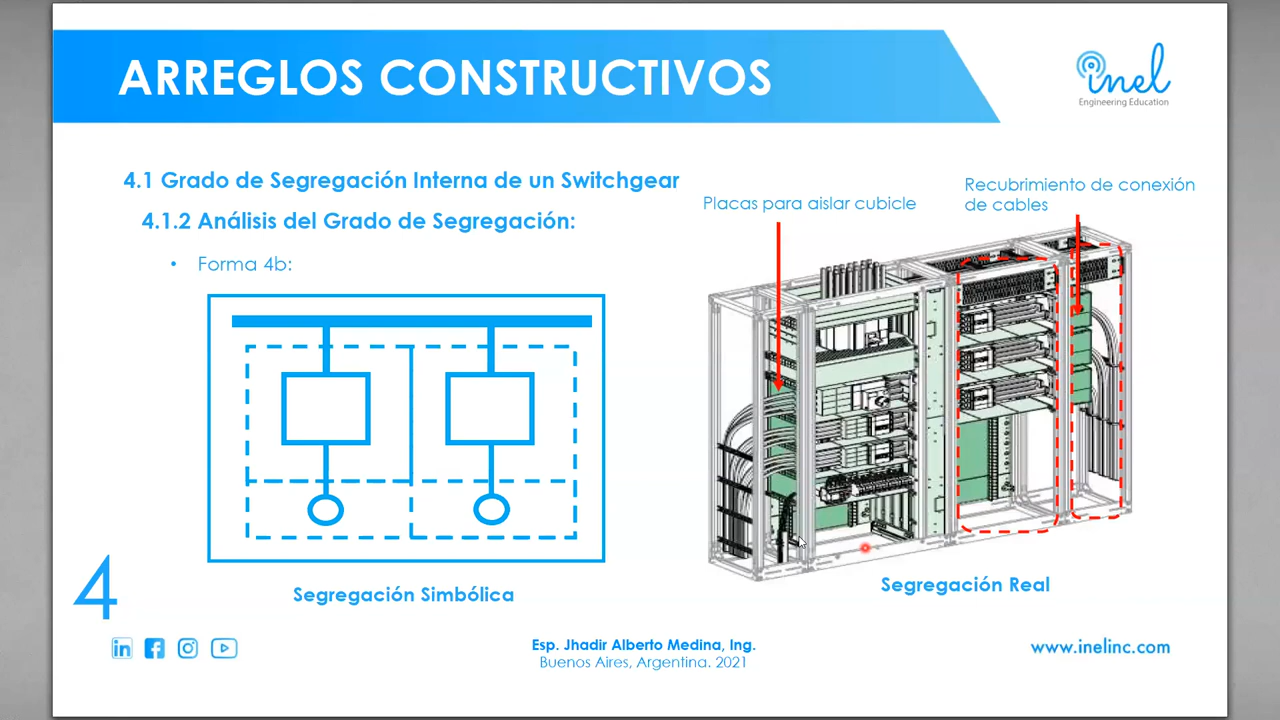 ARREGLOS CONSTRUCTIVOS
inel
Engineering Education
4.1 Grado de Segregación Interna de un Switchgear
4.1.2 Análisis del Grado de Segregación:
• Forma 4b:
Placas para aislar cubicle
Recubrimiento de conexión
de cables
Segregación Simbólica
Segregación Real
4
Esp. Jhadir Alberto Medina, Ing.
Buenos Aires, Argentina. 2021
www.inelinc.com